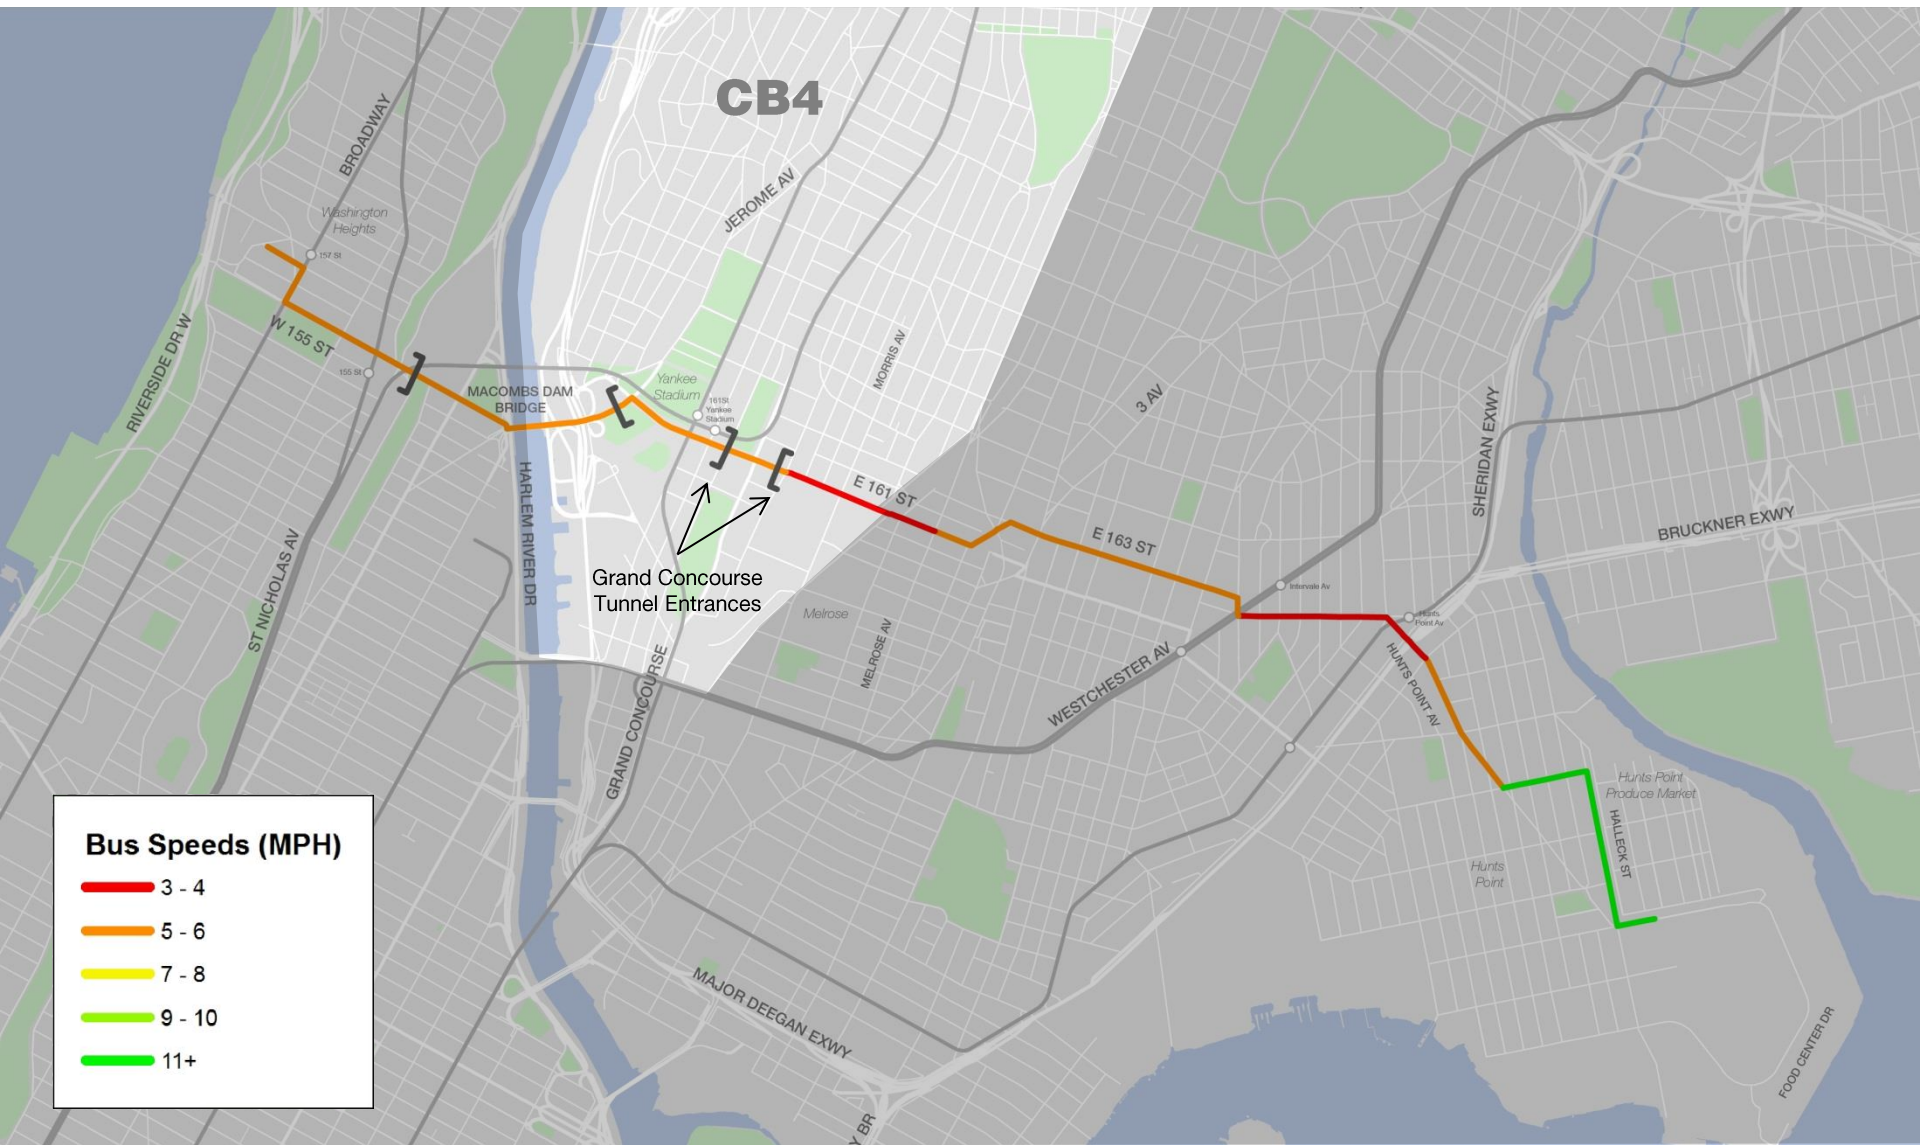 CB4
BROADWAY
Washington
Heights
157 St
JEROME AV
RIVERSIDE DR W
W 155 ST
155 St
MACOMBS DAM
BRIDGE
Yankee
Stadium
161St
Yankee
Stadium
MORRIS AV
3 AV
SHERIDAN EXWY
BRUCKNER EXWY
HARLEM RIVER DR
E 161 ST
E 163 ST
ST NICHOLAS AV
Grand Concourse
Tunnel Entrances
Intervale Av
Hunts
Point Av
Melrose
MELROSE AV
WESTCHESTER AV
HUNTS POINT AV
GRAND CONCOURSE
Hunts Point
Produce Market
HALLECK ST
Hunts
Point
Bus Speeds (MPH)
3 - 4
5 - 6
7 - 8
9 - 10
11+
MAJOR DEEGAN EXWY
FOOD CENTER DR
Y BR